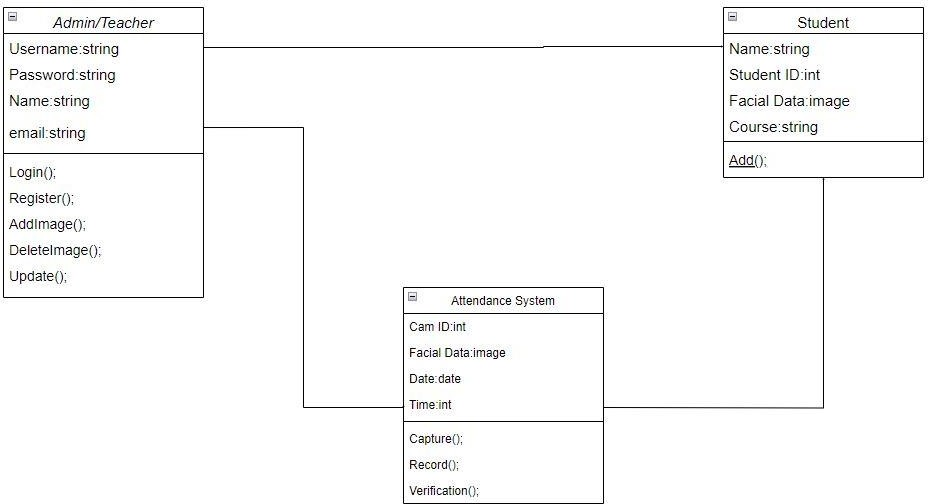 Admin/Teacher
Username:string
Password:string
Name:string
email:string
Login();
Register();
AddImage();
DeleteImage();
Update();
Student
Name:string
Student ID:int
Facial Data:image
Course:string
Add();
Attendance System
Cam ID:int
Facial Data:image
Date:date
Time:int
Capture();
Record();
Verification();